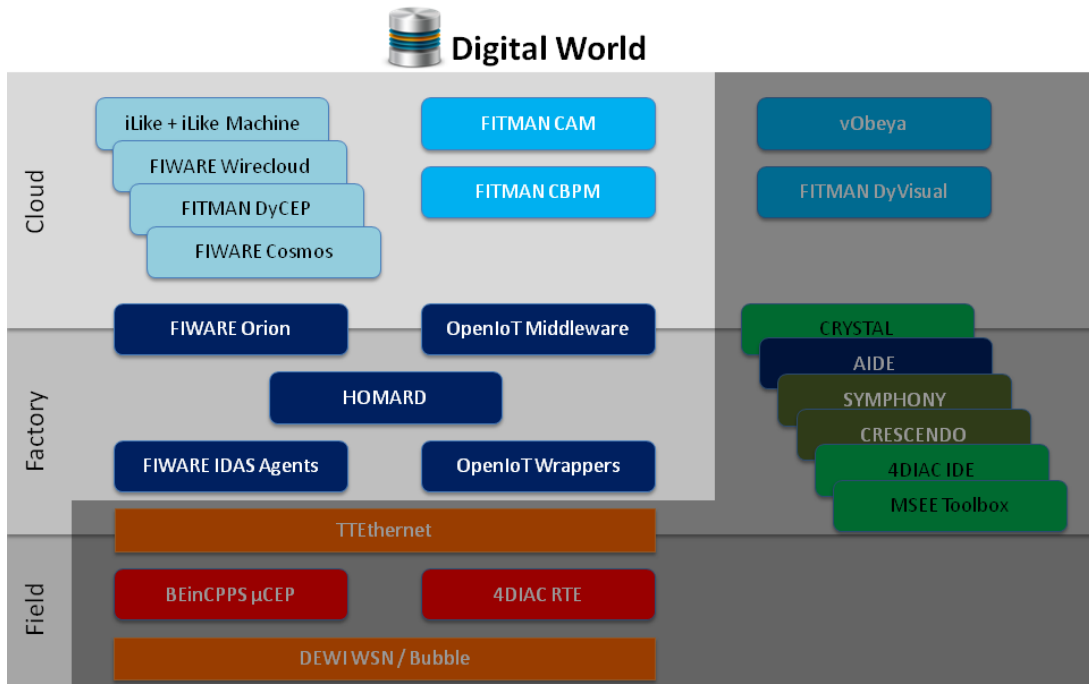 Digital World
Cloud
iLike + iLike Machine
FIWARE Wirecloud
FITMAN DyCEP
FIWARE Cosmos
FITMAN CAM
FITMAN CBPM
vObeya
FITMAN DyVisual
FIWARE Orion
OpenIoT Middleware
CRYSTAL
AIDE
SYMPHONY
CRESCENDO
4DIAC IDE
MSEE Toolbox
Factory
HOMARD
FIWARE IDAS Agents
OpenIoT Wrappers
TTEthernet
Field
BEinCPPS µCEP
4DIAC RTE
DEWI WSN / Bubble